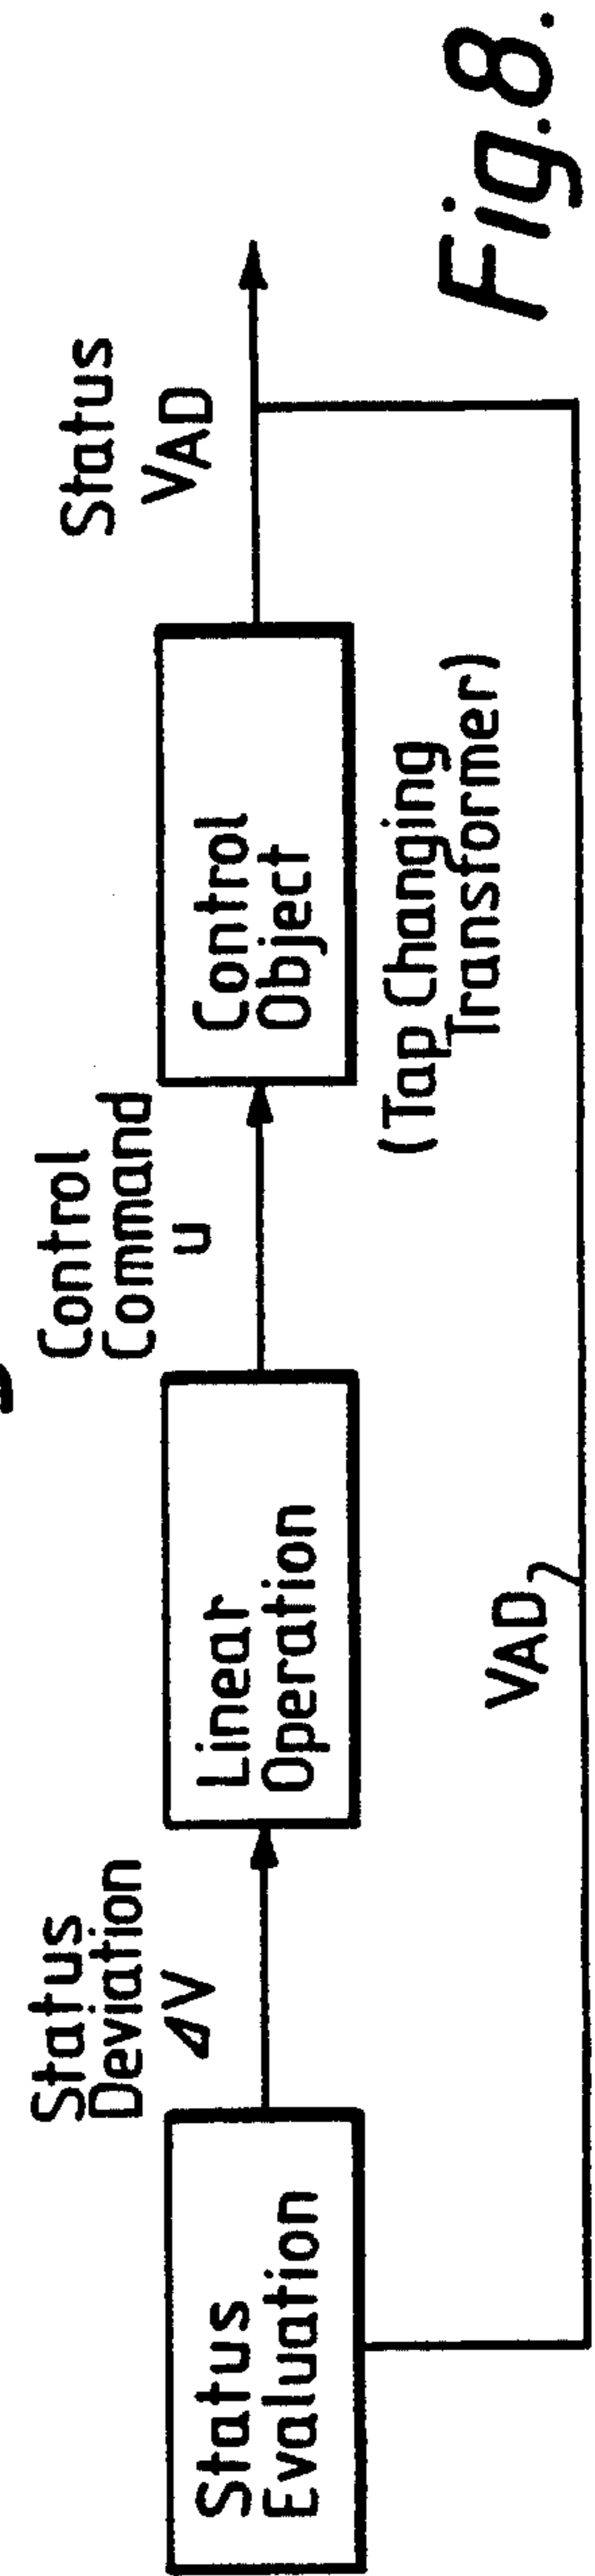 Status
Evaluation
Status
Deviation
ΔV
Linear
Operation
Control
Command
u
Control
Object
(Tap Changing
Transformer)
Status
VAD
VAD
Fig.8.